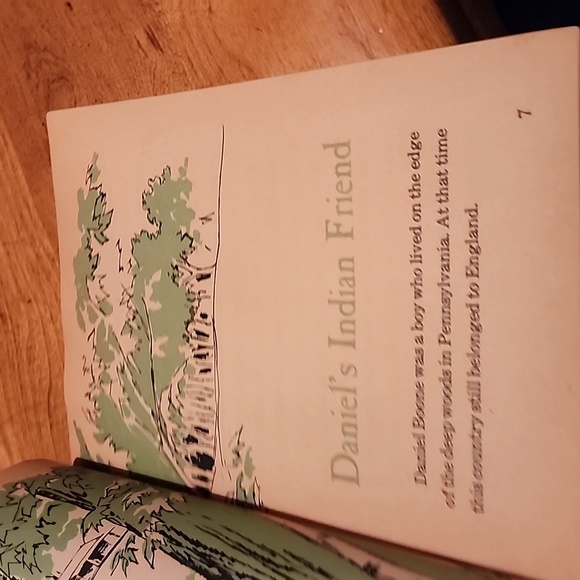 Daniel's Indian Friend
Daniel Boone was a boy who lived on the edge
of the deep woods in Pennsylvania. At that time
this country still belonged to England.
7